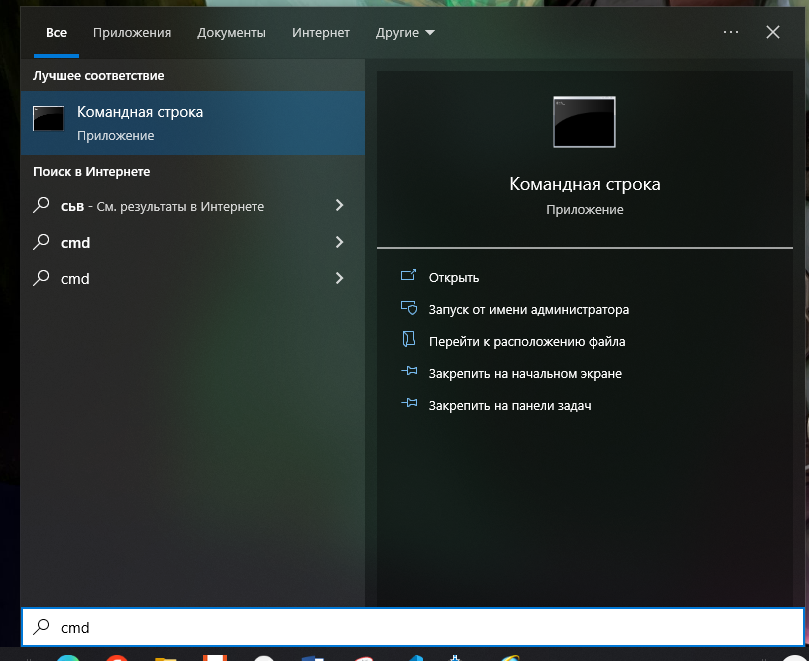 Все Приложения Документы Интернет Другие
Лучшее соответствие
Командная строка
Приложение
Поиск в Интернете
сьв - См. результаты в Интернете
cmd
cmd
Командная строка
Приложение
Открыть
Запуск от имени администратора
Перейти к расположению файла
Закрепить на начальном экране
Закрепить на панели задач
cmd